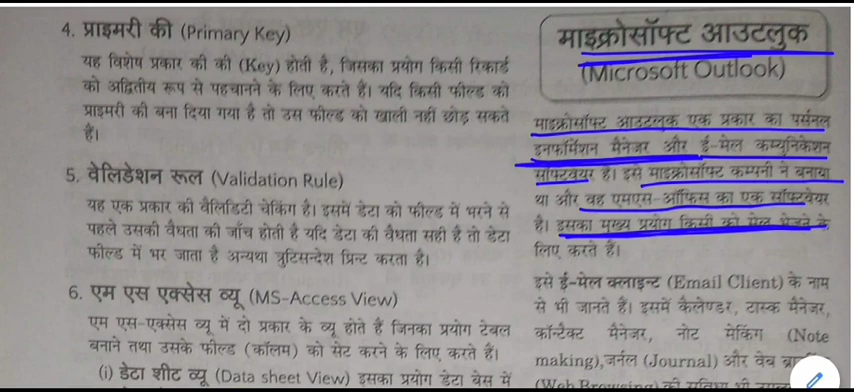 4. प्राइमरी की (Primary Key)
यह विशेष प्रकार की की (Key) होती है, जिसका प्रयोग किसी रिकार्ड
को अद्वितीय रूप से पहचानने के लिए करते हैं। यदि किसी फील्ड को
प्राइमरी की बना दिया गया है तो उस फील्ड को खाली नहीं छोड़ सकते
हैं।
5. वेलिडेशन रूल (Validation Rule)
यह एक प्रकार की वैलिडिटी चेकिंग है। इसमें डेटा को फील्ड में भरने से
पहले उसकी वैधता की जाँच होती है यदि डेटा की वैधता सही है तो डेटा
फील्ड में भर जाता है अन्यथा त्रुटिसन्देश प्रिन्ट करता है।
6. एम एस एक्सेस व्यू (MS-Access View)
एम एस-एक्सेस व्यू में दो प्रकार के व्यू होते हैं जिनका प्रयोग टेबल
बनाने तथा उसके फील्ड (कॉलम) को सेट करने के लिए करते हैं।
(i) डेटा शीट व्यू (Data sheet View) इसका प्रयोग डेटा बेस में
माइक्रोसॉफ्ट आउटलुक
(Microsoft Outlook)
माइक्रोसॉफ्ट आउटलुक एक प्रकार का पर्सनल
इनफॉर्मेशन मैनेजर और ई-मेल कम्युनिकेशन
सॉफ्टवेयर है। इसे माइक्रोसॉफ्ट कम्पनी ने बनाया
था और वह एमएस-ऑफिस का एक सॉफ्टवेयर
है। इसका मुख्य प्रयोग किसी को मेल भेजने के
लिए करते हैं।
इसे ई-मेल क्लाइन्ट (Email Client) के नाम
से भी जानते हैं। इसमें कैलेण्डर, टास्क मैनेजर,
कॉन्टैक्ट मैनेजर, नोट मेकिंग (Note
making),जर्नल (Journal) और वेब
(Web Browsing) की सुविधा भी